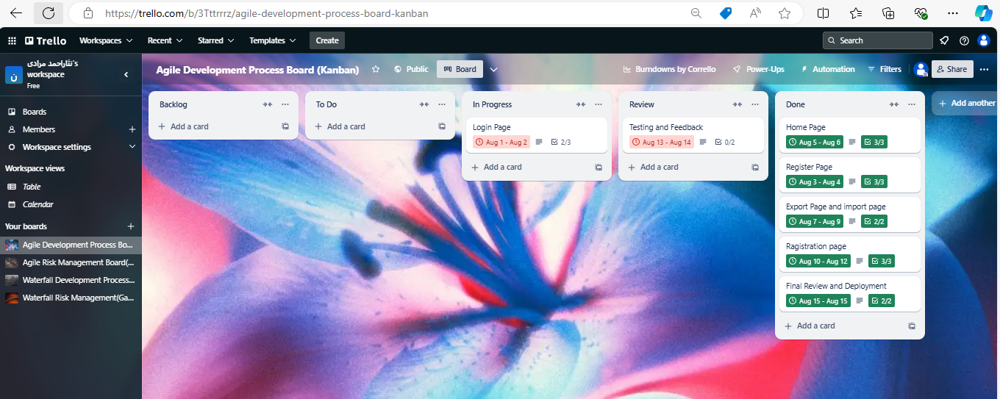 https://trello.com/b/3Tttrrrz/agile-development-process-board-kanban
Trello
Workspaces
Recent
Starred
Templates
Create
Search
workspace
Free
Boards
Members
Workspace settings
Workspace views
Table
Calendar
Your boards
Agile Development Process Bo...
Agile Risk Management Board(...
Waterfall Development Process...
Waterfall Risk Management(Ga...
Agile Development Process Board (Kanban)
Public
Board
Burndowns by Corrello
Power-Ups
Automation
Filters
Share
Backlog
Add a card
To Do
Add a card
In Progress
Login Page
Aug 1 - Aug 2
2/3
Add a card
Review
Testing and Feedback
Aug 13 - Aug 14
0/2
Add a card
Done
Home Page
Aug 5 - Aug 6
3/3
Register Page
Aug 3 - Aug 4
3/3
Export Page and import page
Aug 7 - Aug 9
2/2
Ragistration page
Aug 10 - Aug 12
3/3
Final Review and Deployment
Aug 15 - Aug 15
2/2
Add a card
Add another